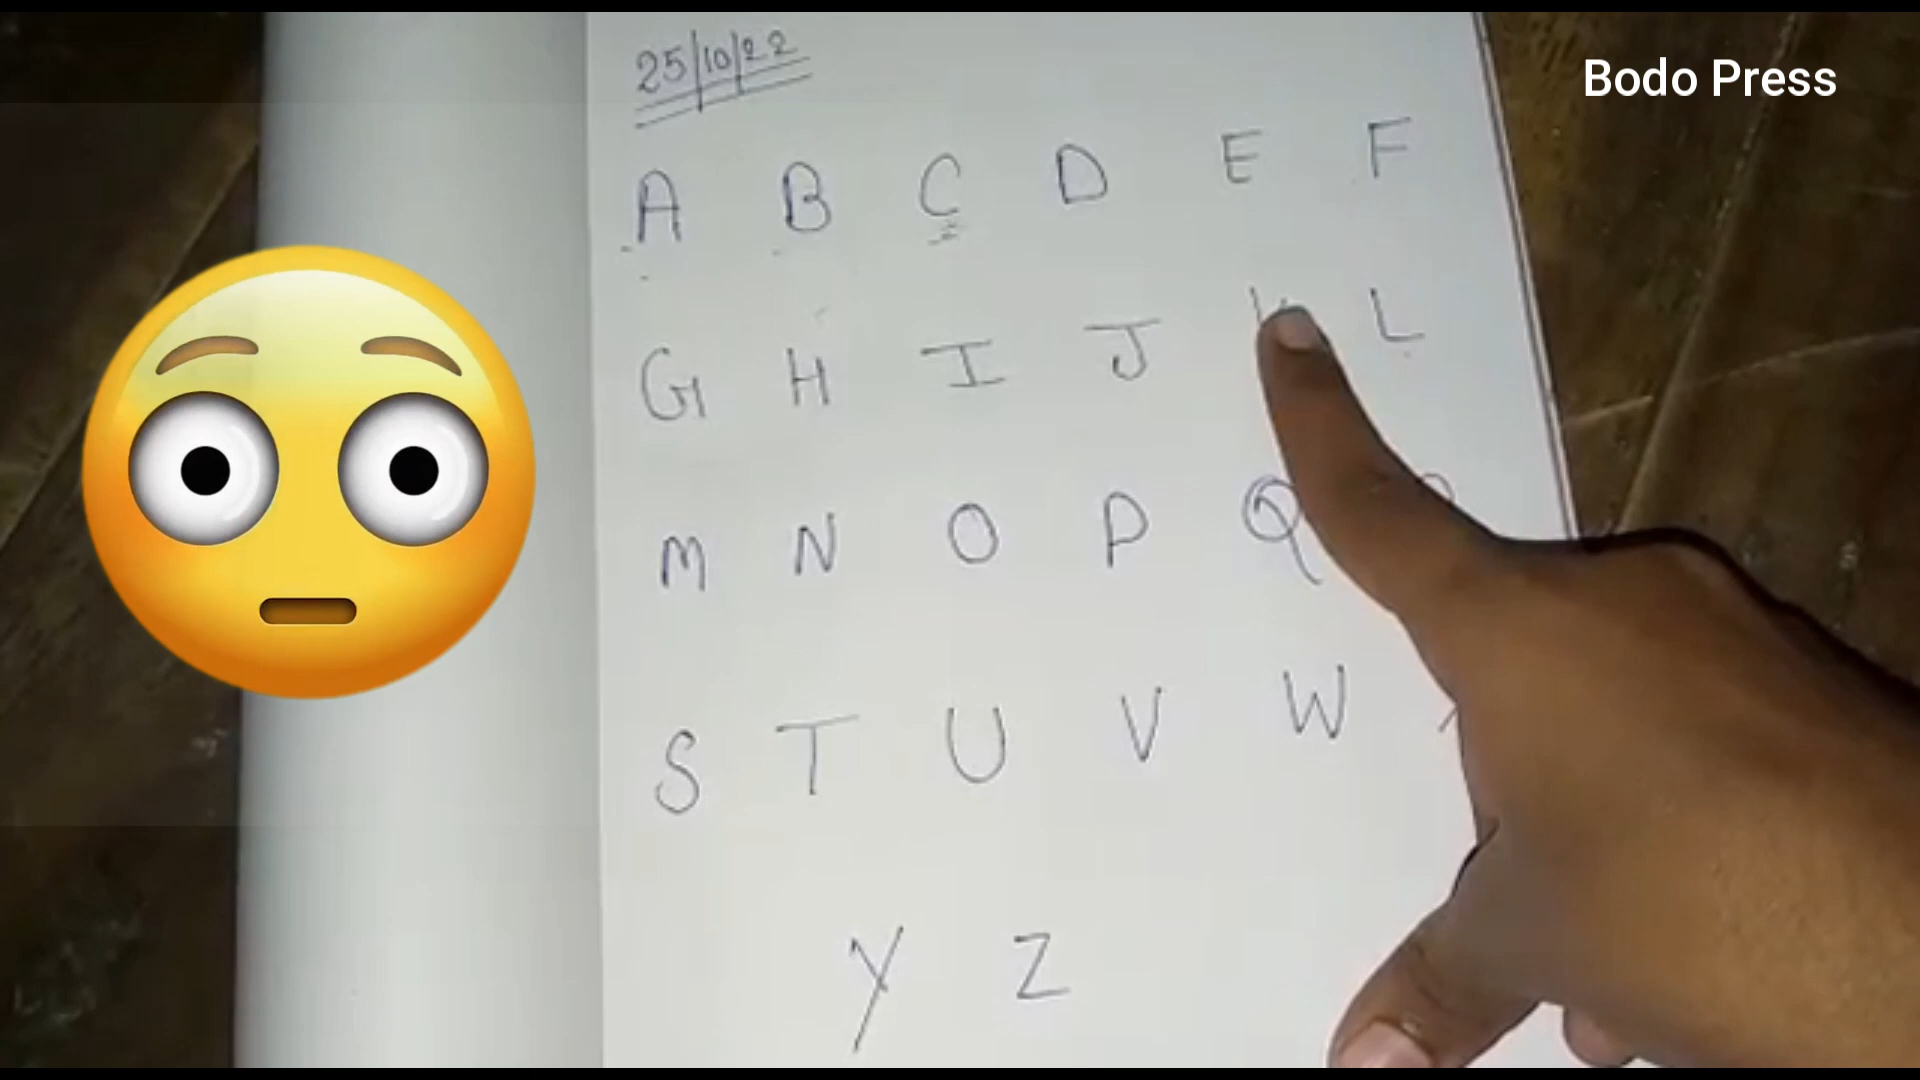 Bodo Press
25/10/22
A B C D E F
G H I J K L
M N O P Q
S T U V W
Y Z